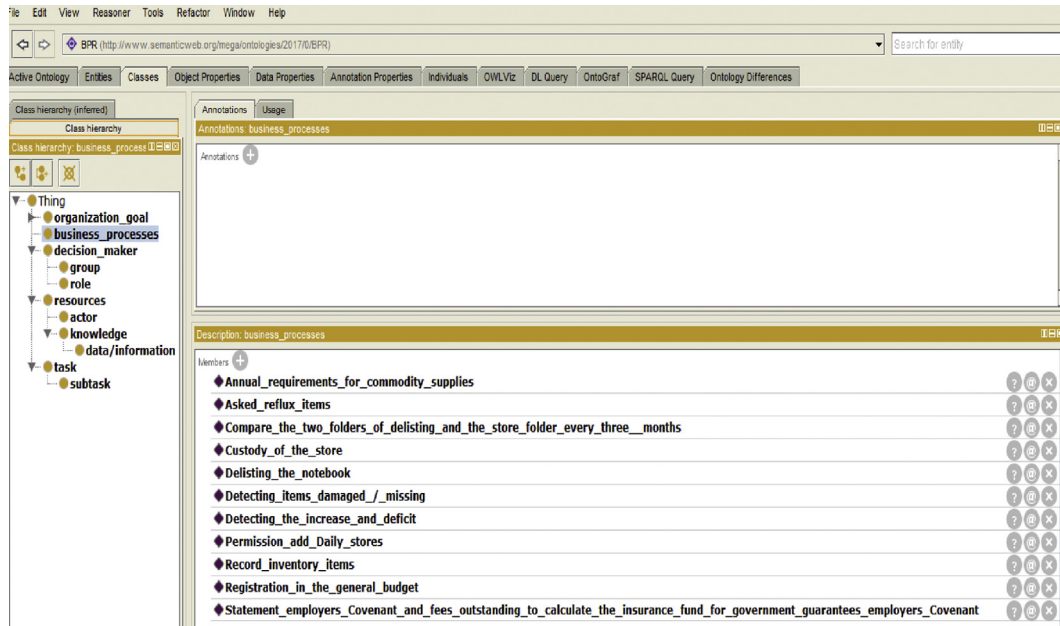 File Edit View Reasoner Tools Refactor Window Help
BPR (http://www.semanticweb.org/mega/ontologies/2017/0/BPR)
Search for entity
Active Ontology Entities Classes Object Properties Data Properties Annotation Properties Individuals OWLViz DL Query OntoGraf SPARQL Query Ontology Differences
Class hierarchy (inferred)
Class hierarchy
Class hierarchy: business_process
Thing
organization_goal
business_processes
decision_maker
group
role
resources
actor
knowledge
data/information
task
subtask
Annotations Usage
Annotations: business_processes
Annotations
Description: business_processes
Members
Annual_requirements_for_commodity_supplies
Asked_reflux_items
Compare_the_two_folders_of_delisting_and_the_store_folder_every_three__months
Custody_of_the_store
Delisting_the_notebook
Detecting_items_damaged_/_missing
Detecting_the_increase_and_deficit
Permission_add_Daily_stores
Record_inventory_items
Registration_in_the_general_budget
Statement_employers_Covenant_and_fees_outstanding_to_calculate_the_insurance_fund_for_government_guarantees_employers_Covenant